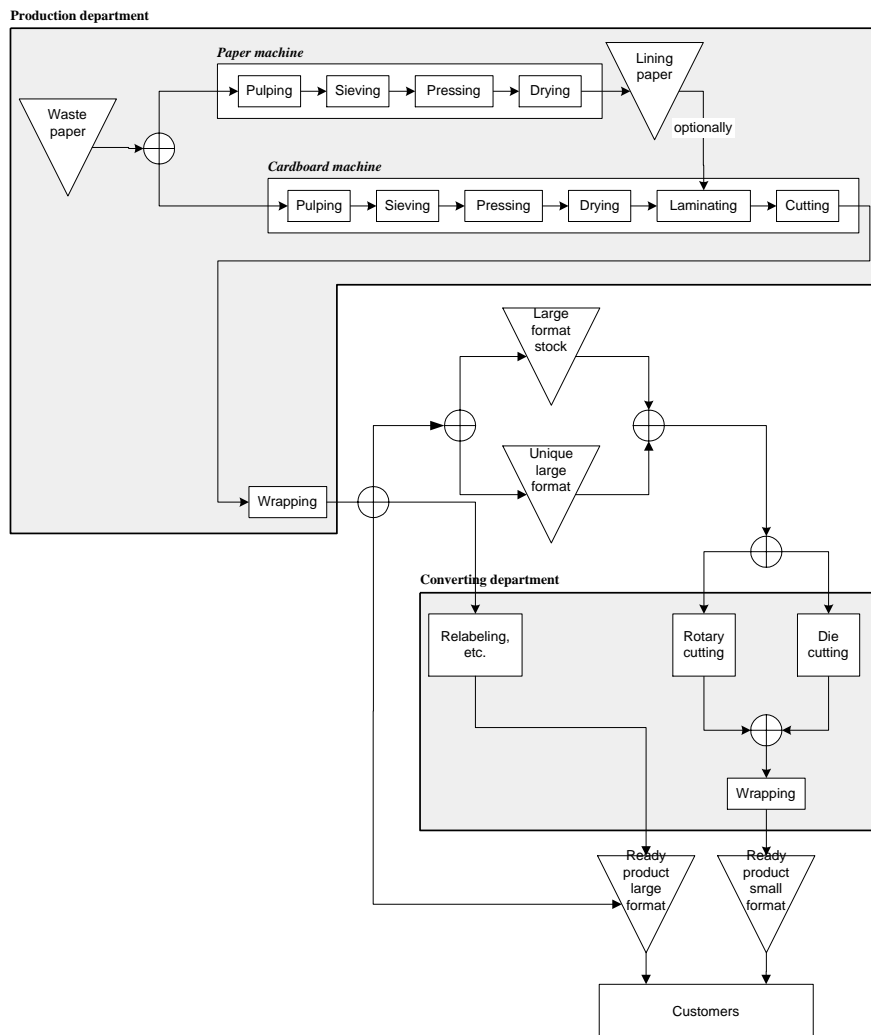 Production department
Paper machine
Lining
paper
Pulping
Sieving
Pressing
Drying
Waste
paper
optionally
Cardboard machine
Pulping
Sieving
Pressing
Drying
Laminating
Cutting
Large
format
stock
Unique
large
format
Wrapping
Converting department
Relabeling,
etc.
Rotary
cutting
Die
cutting
Wrapping
Ready
product
large
format
Ready
product
small
format
Customers